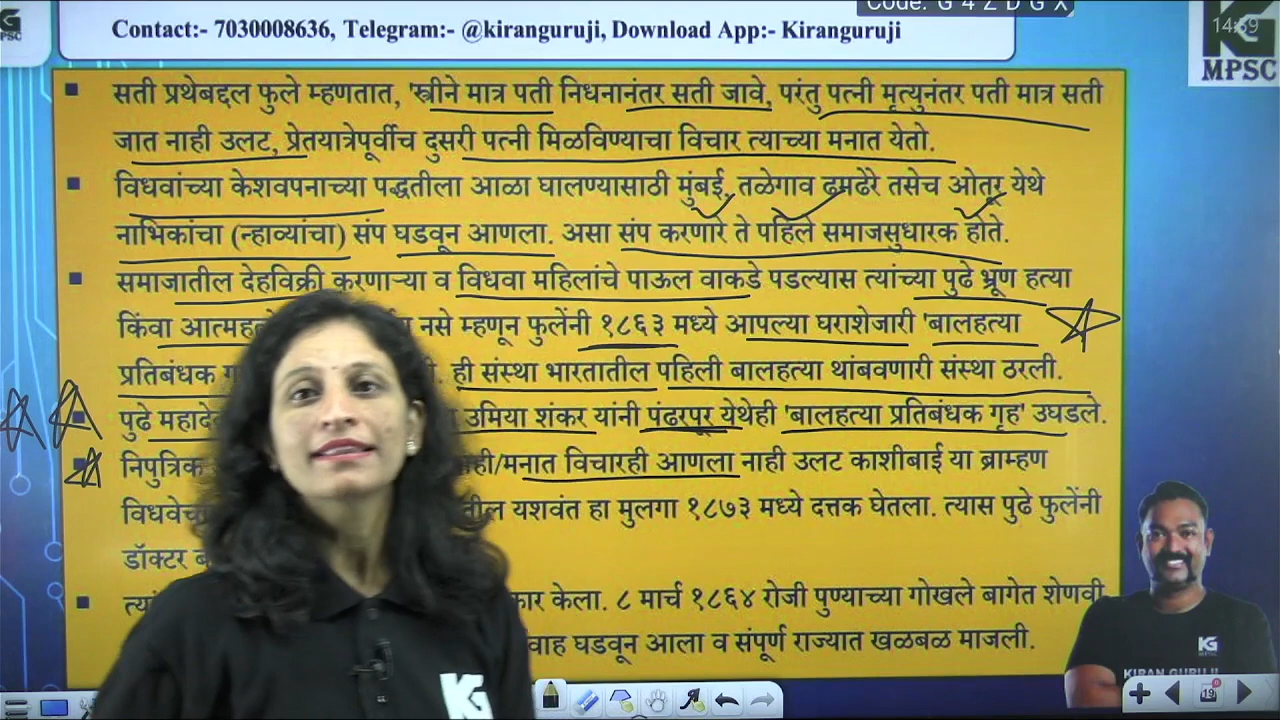 Code: G 4 Z D G X
14:59
Contact:- 7030008636, Telegram:- @kiranguruji, Download App:- Kiranguruji
KG
MPSC
MPSC
सती प्रथेबद्दल फुले म्हणतात, 'स्त्रीने मात्र पती निधनानंतर सती जावे, परंतु पत्नी मृत्युनंतर पती मात्र सती
जात नाही उलट, प्रेतयात्रेपूर्वीच दुसरी पत्नी मिळविण्याचा विचार त्याच्या मनात येतो.
विधवांच्या केशवपनाच्या पद्धतीला आळा घालण्यासाठी मुंबई, तळेगाव ढमढेरे तसेच ओतूर येथे
नाभिकांचा (न्हाव्यांचा) संप घडवून आणला. असा संप करणारे ते पहिले समाजसुधारक होते.
समाजातील देहविक्री करणाऱ्या व विधवा महिलांचे पाऊल वाकडे पडल्यास त्यांच्या पुढे भ्रूण हत्या
किंवा नसे म्हणून फुलेंनी १८६३ मध्ये आपल्या घराशेजारी 'बालहत्या
प्रतिबंधक ही संस्था भारतातील पहिली बालहत्या थांबवणारी संस्था ठरली.
पुढे उमिया शंकर यांनी पंढरपूर येथेही 'बालहत्या प्रतिबंधक गृह' उघडले.
निपुत्रिक मनात विचारही आणला नाही उलट काशीबाई या ब्राम्हण
यशवंत हा मुलगा १८७३ मध्ये दत्तक घेतला. त्यास पुढे फुलेंनी
डॉक्टर
केला. ८ मार्च १८६४ रोजी पुण्याच्या गोखले बागेत शेणवी
घडवून आला व संपूर्ण राज्यात खळबळ माजली.
KG
KG
KIRAN GURUJI
19